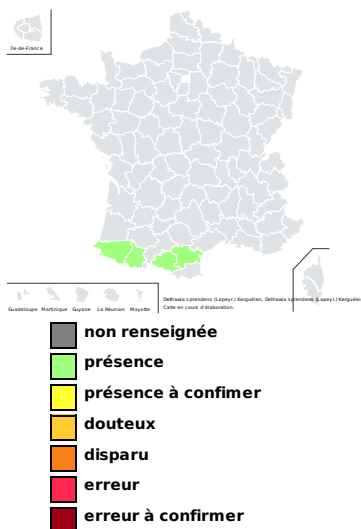 Île-de-France
Guadeloupe Martinique Guyane La Réunion Mayotte
Dethawia splendens (Lapeyr.) Kerguélen, Dethawia splendens (Lapeyr.) Kerguélen
Carte en cours d'élaboration.
non renseignée
présence
présence à confimer
douteux
disparu
erreur
erreur à confirmer